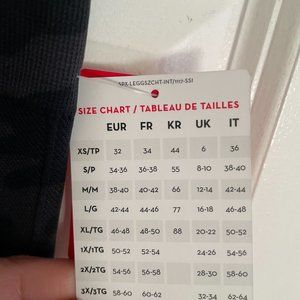 SIZE CHART / TABLEAU DE TAILLES
EUR FR KR UK IT
XS/TP 32 34 44 6 36
S/P 34-36 36-38 55 8-10 38-40
M/M 38-40 40-42 66 12-14 42-44
L/G 42-44 44-46 77 16-18 46-48
XL/TG 46-48 48-50 88 20-22 50-52
1X/1TG 50-52 52-54 24-26 54-56
2X/2TG 54-56 56-58 28-30 58-60
3X/3TG 58-60 60-62 32-34 62-64